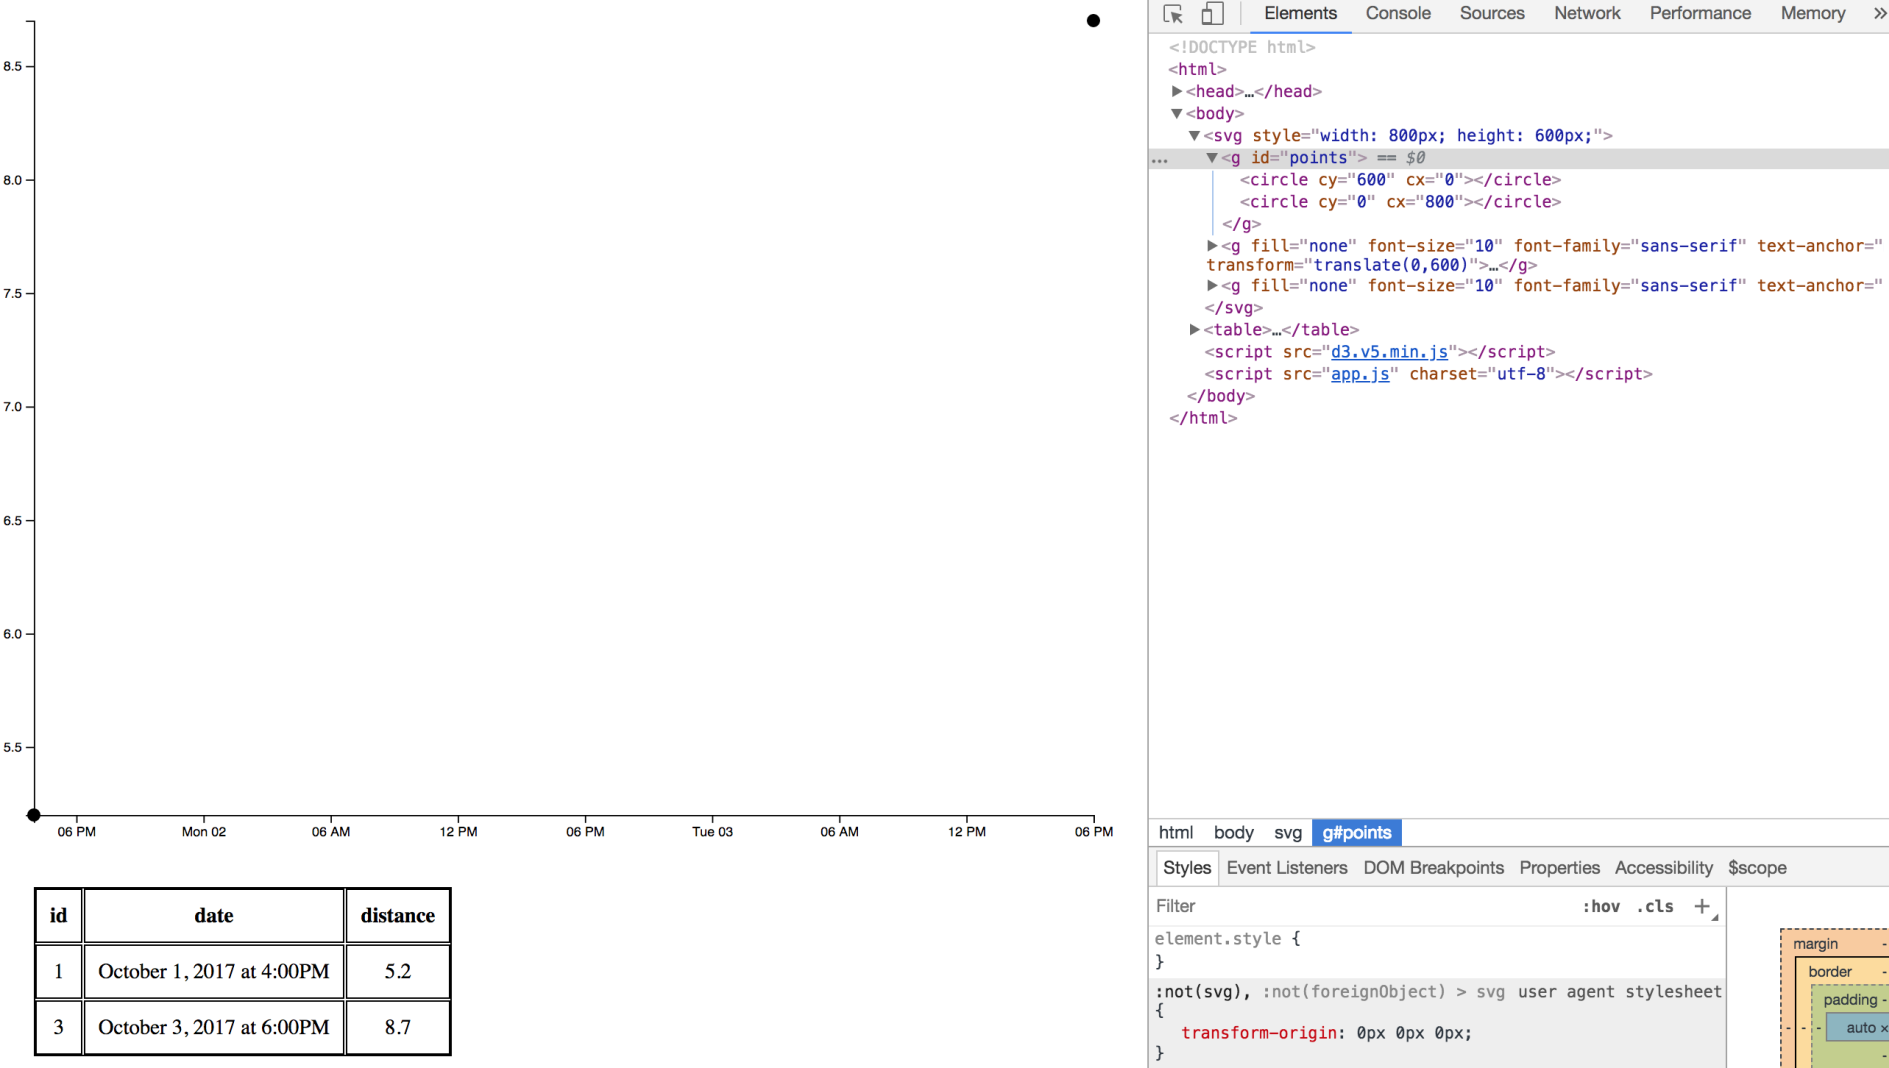 8.5
8.0
7.5
7.0
6.5
6.0
5.5
06 PM Mon 02 06 AM 12 PM 06 PM Tue 03 06 AM 12 PM 06 PM
id date distance
1 October 1, 2017 at 4:00PM 5.2
3 October 3, 2017 at 6:00PM 8.7
Elements Console Sources Network Performance Memory »
<!DOCTYPE html>
<html>
▶<head>…</head>
▼<body>
▼<svg style="width: 800px; height: 600px;">
… ▼<g id="points"> == $0
<circle cy="600" cx="0"></circle>
<circle cy="0" cx="800"></circle>
</g>
▶<g fill="none" font-size="10" font-family="sans-serif" text-anchor="
transform="translate(0,600)">…</g>
▶<g fill="none" font-size="10" font-family="sans-serif" text-anchor="
</svg>
▶<table>…</table>
<script src="d3.v5.min.js"></script>
<script src="app.js" charset="utf-8"></script>
</body>
</html>
html body svg g#points
Styles Event Listeners DOM Breakpoints Properties Accessibility $scope
Filter :hov .cls +
element.style {
}
:not(svg), :not(foreignObject) > svg user agent stylesheet
{
transform-origin: 0px 0px 0px;
}
margin -
border -
padding -
- - - auto ×
-